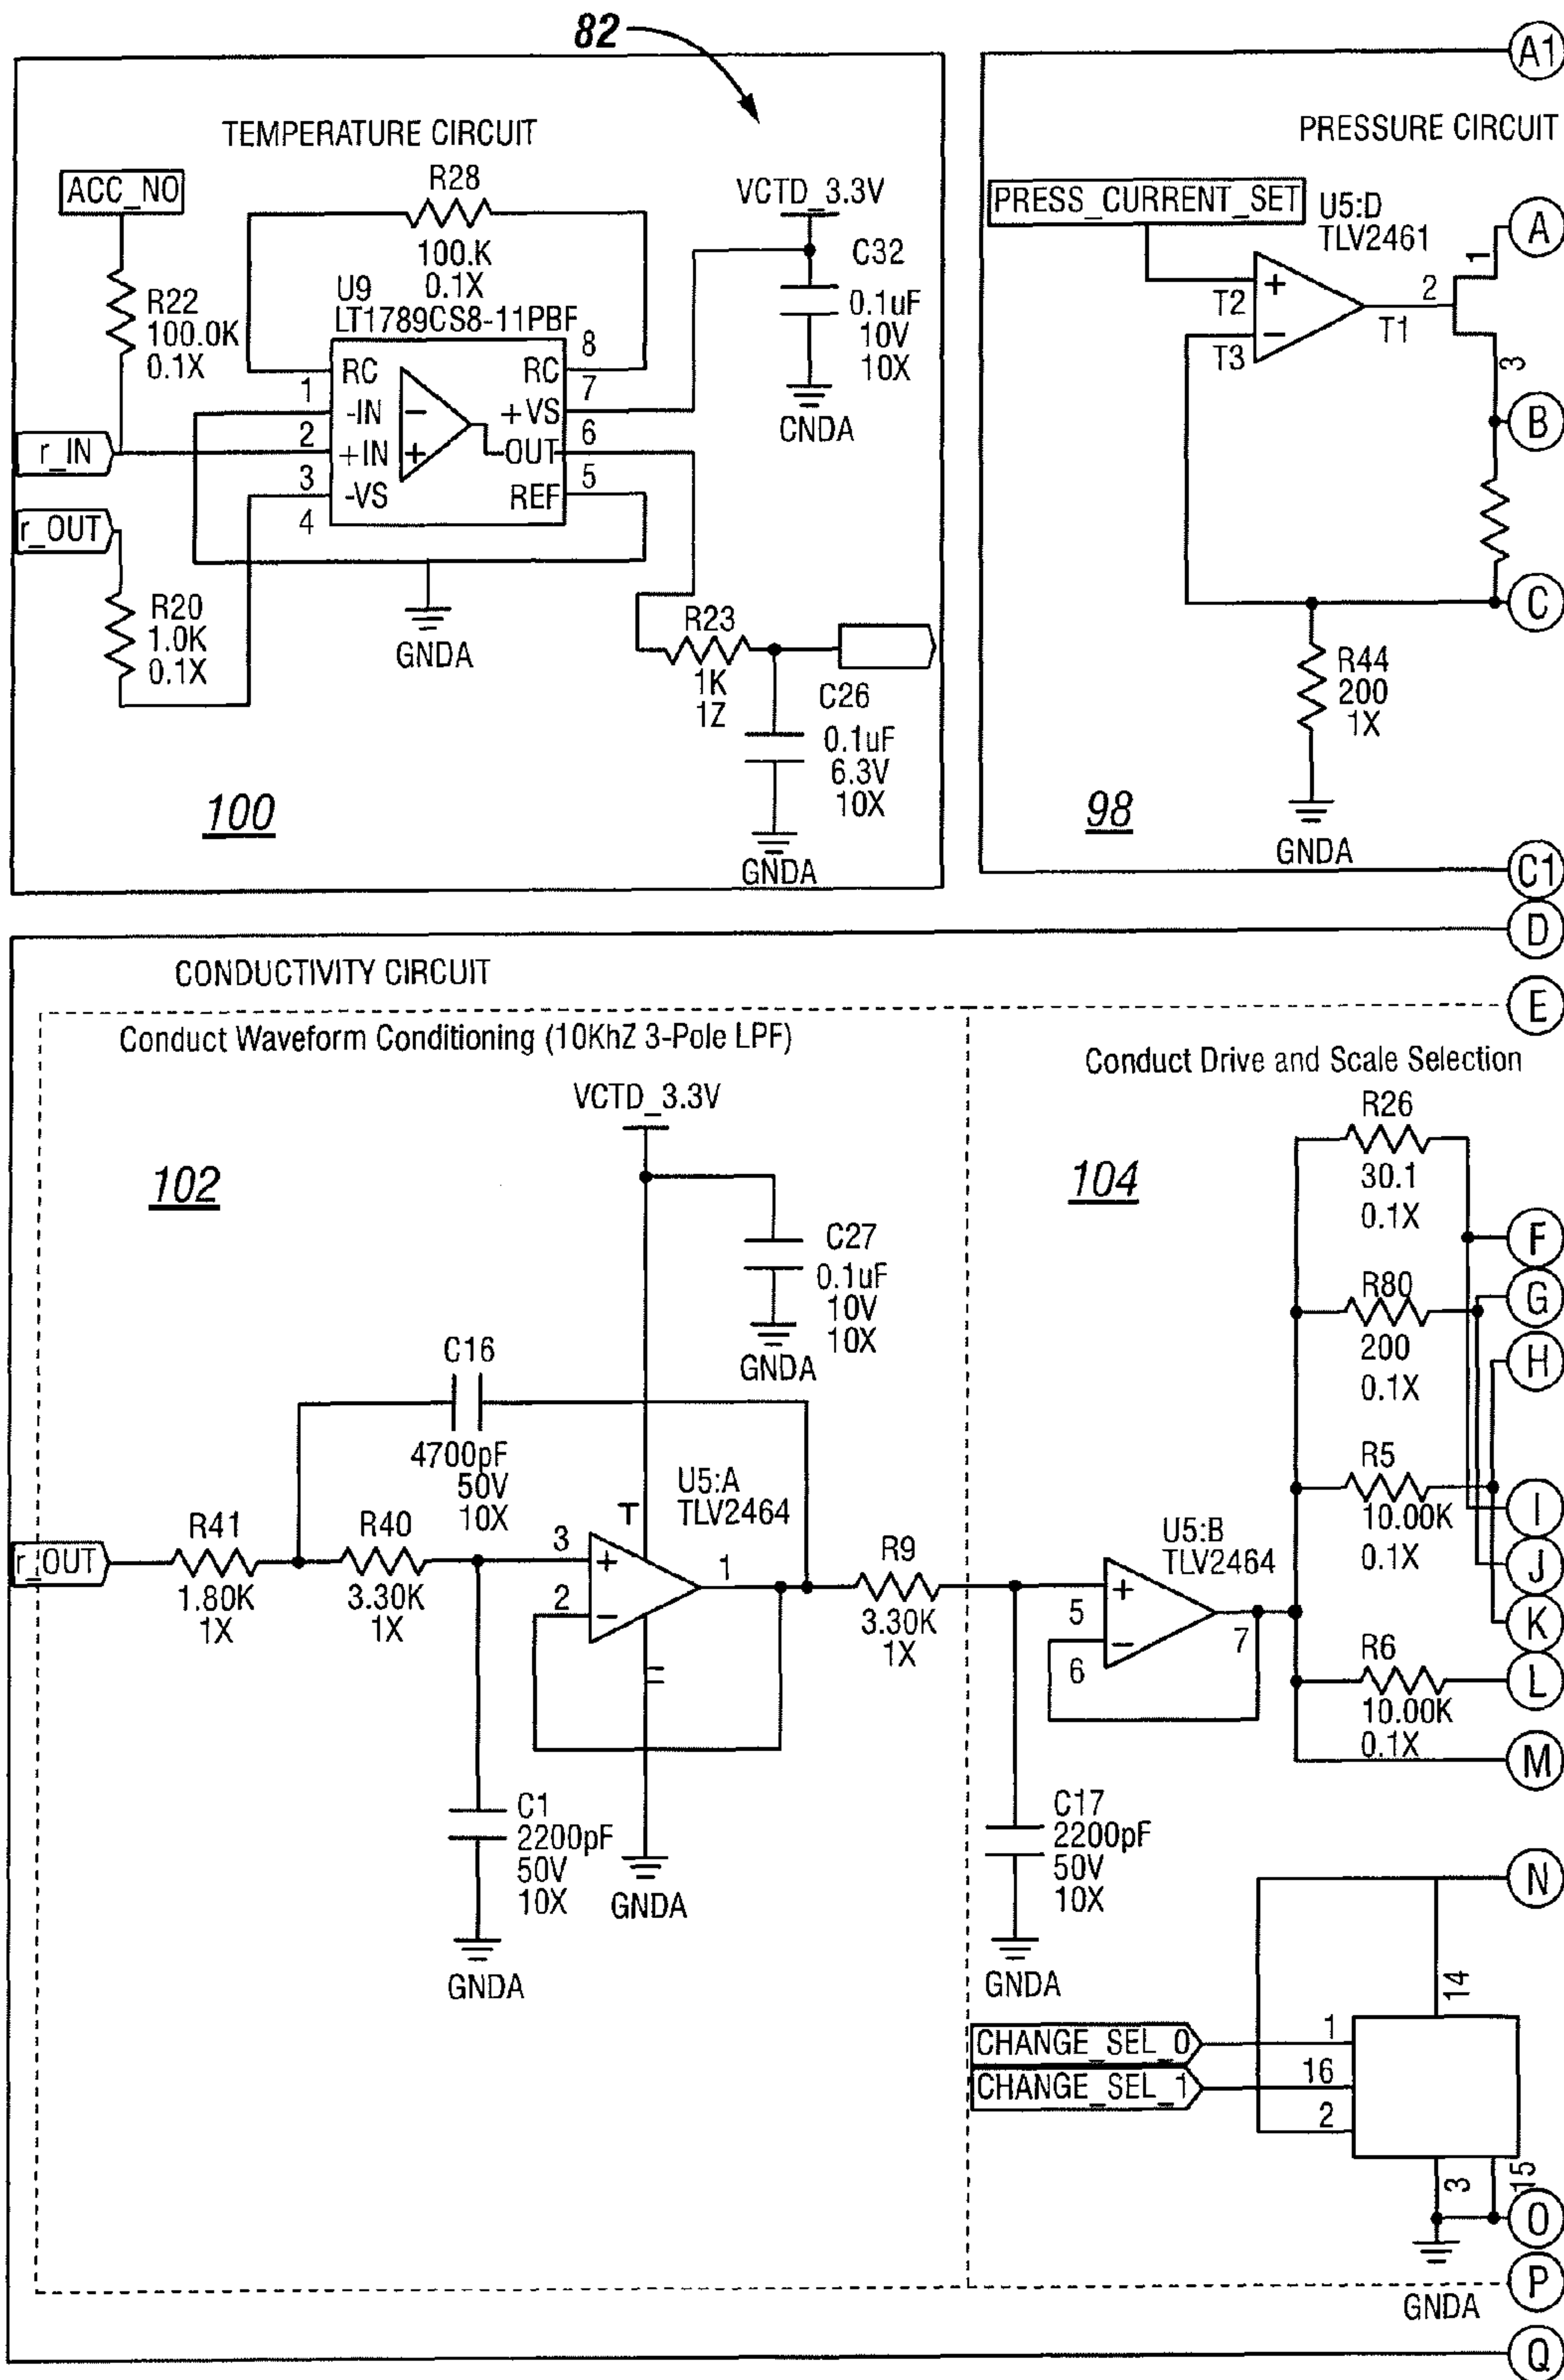 82
TEMPERATURE CIRCUIT
ACC_NO
R28
100.K
0.1X
VCTD_3.3V
R22
100.0K
0.1X
U9
LT1789CS8-11PBF
C32
0.1uF
10V
10X
CNDA
1
2
3
4
RC
-IN
+IN
-VS
RC
+VS
OUT
REF
8
7
6
5
r_IN
r_OUT
R20
1.0K
0.1X
GNDA
R23
1K
1Z
C26
0.1uF
6.3V
10X
GNDA
100
PRESSURE CIRCUIT
PRESS_CURRENT_SET
U5:D
TLV2461
T2
T3
+
−
T1
2
1
3
R44
200
1X
GNDA
98
A1
A
B
C
C1
D
CONDUCTIVITY CIRCUIT
E
Conduct Waveform Conditioning (10KhZ 3-Pole LPF)
VCTD_3.3V
102
C27
0.1uF
10V
10X
GNDA
C16
4700pF
50V
10X
U5:A
TLV2464
T
r_OUT
R41
1.80K
1X
R40
3.30K
1X
3
2
+
−
1
R9
3.30K
1X
C1
2200pF
50V
10X
GNDA
GNDA
Conduct Drive and Scale Selection
104
R26
30.1
0.1X
R80
200
0.1X
R5
10.00K
0.1X
R6
10.00K
0.1X
U5:B
TLV2464
5
6
+
−
7
C17
2200pF
50V
10X
GNDA
F
G
H
I
J
K
L
M
N
CHANGE_SEL_0
CHANGE_SEL_1
1
16
2
14
3
15
O
P
GNDA
Q